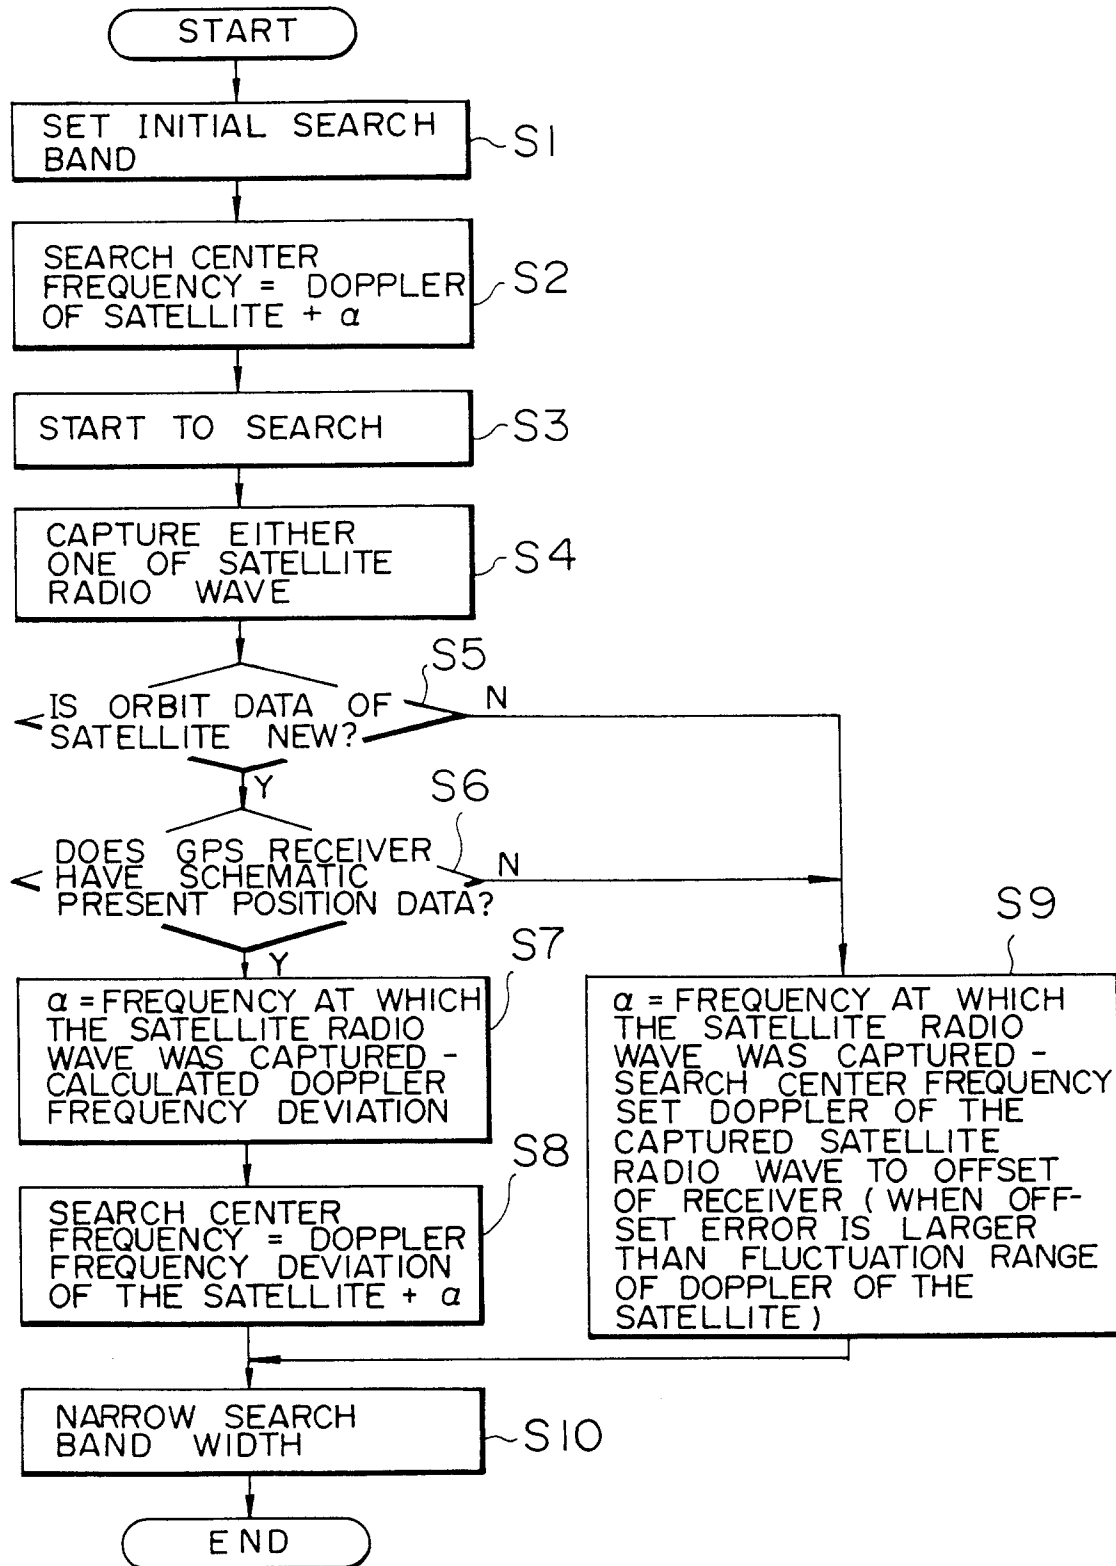 START
SET INITIAL SEARCH
BAND
S1
SEARCH CENTER
FREQUENCY = DOPPLER
OF SATELLITE + α
S2
START TO SEARCH
S3
CAPTURE EITHER
ONE OF SATELLITE
RADIO WAVE
S4
S5
IS ORBIT DATA OF
SATELLITE NEW?
N
Y
S6
DOES GPS RECEIVER
HAVE SCHEMATIC
PRESENT POSITION DATA?
N
Y
S7
α = FREQUENCY AT WHICH
THE SATELLITE RADIO
WAVE WAS CAPTURED -
CALCULATED DOPPLER
FREQUENCY DEVIATION
S8
SEARCH CENTER
FREQUENCY = DOPPLER
FREQUENCY DEVIATION
OF THE SATELLITE + α
S9
α = FREQUENCY AT WHICH
THE SATELLITE RADIO
WAVE WAS CAPTURED -
SEARCH CENTER FREQUENCY
SET DOPPLER OF THE
CAPTURED SATELLITE
RADIO WAVE TO OFFSET
OF RECEIVER (WHEN OFF-
SET ERROR IS LARGER
THAN FLUCTUATION RANGE
OF DOPPLER OF THE
SATELLITE)
NARROW SEARCH
BAND WIDTH
S10
END